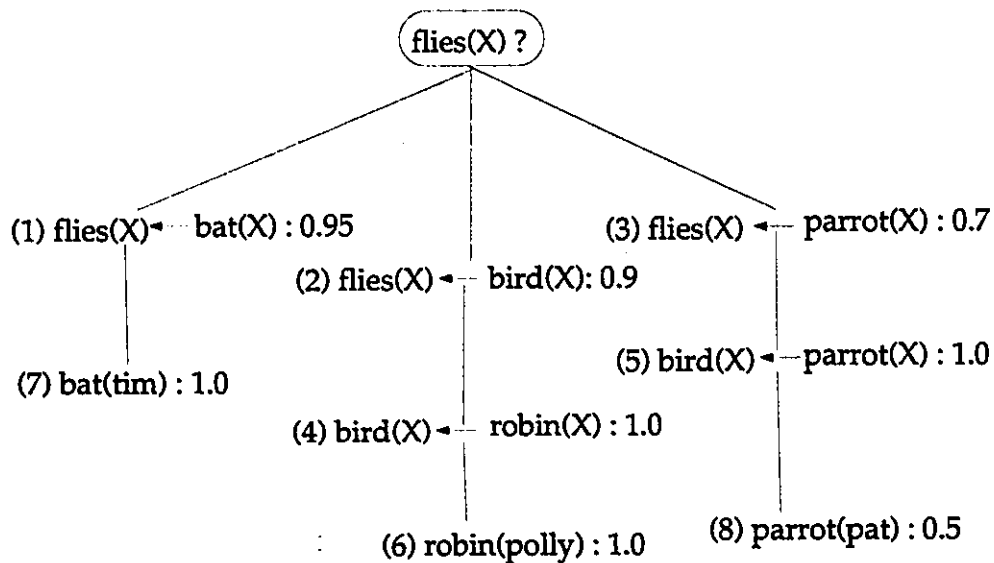 flies(X) ?
(1) flies(X) ◄-- bat(X) : 0.95
(3) flies(X) ◄-- parrot(X) : 0.7
(2) flies(X) ◄-- bird(X): 0.9
(5) bird(X) ◄-- parrot(X) : 1.0
(7) bat(tim) : 1.0
(4) bird(X) ◄-- robin(X) : 1.0
(6) robin(polly) : 1.0
(8) parrot(pat) : 0.5